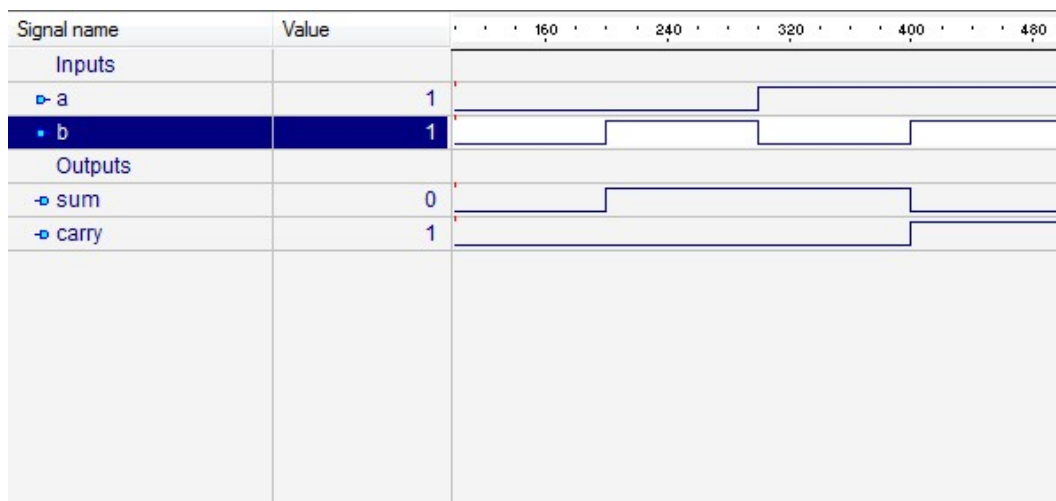 Signal name Value 160 240 320 400 480
Inputs
a 1
b 1
Outputs
sum 0
carry 1